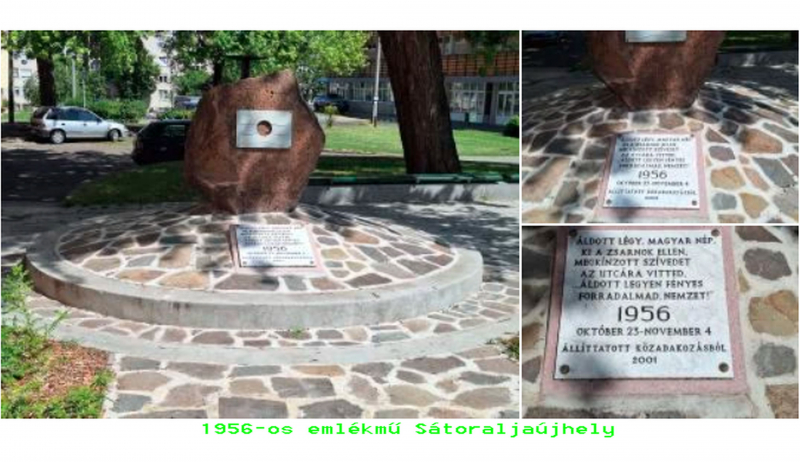 ÁLDOTT LÉGY, MAGYAR NÉP,
KI A ZSARNOK ELLEN,
MEGKÍNZOTT SZÍVEDET
AZ UTCÁRA VITTED,
ÁLDOTT LEGYEN FÉNYES
FORRADALMAD, NEMZET!"
1956
OKTÓBER 23-NOVEMBER 4
ÁLLÍTTATOTT KÖZADAKOZÁSBÓL
2001
1956-os emlékmű Sátoraljaújhely